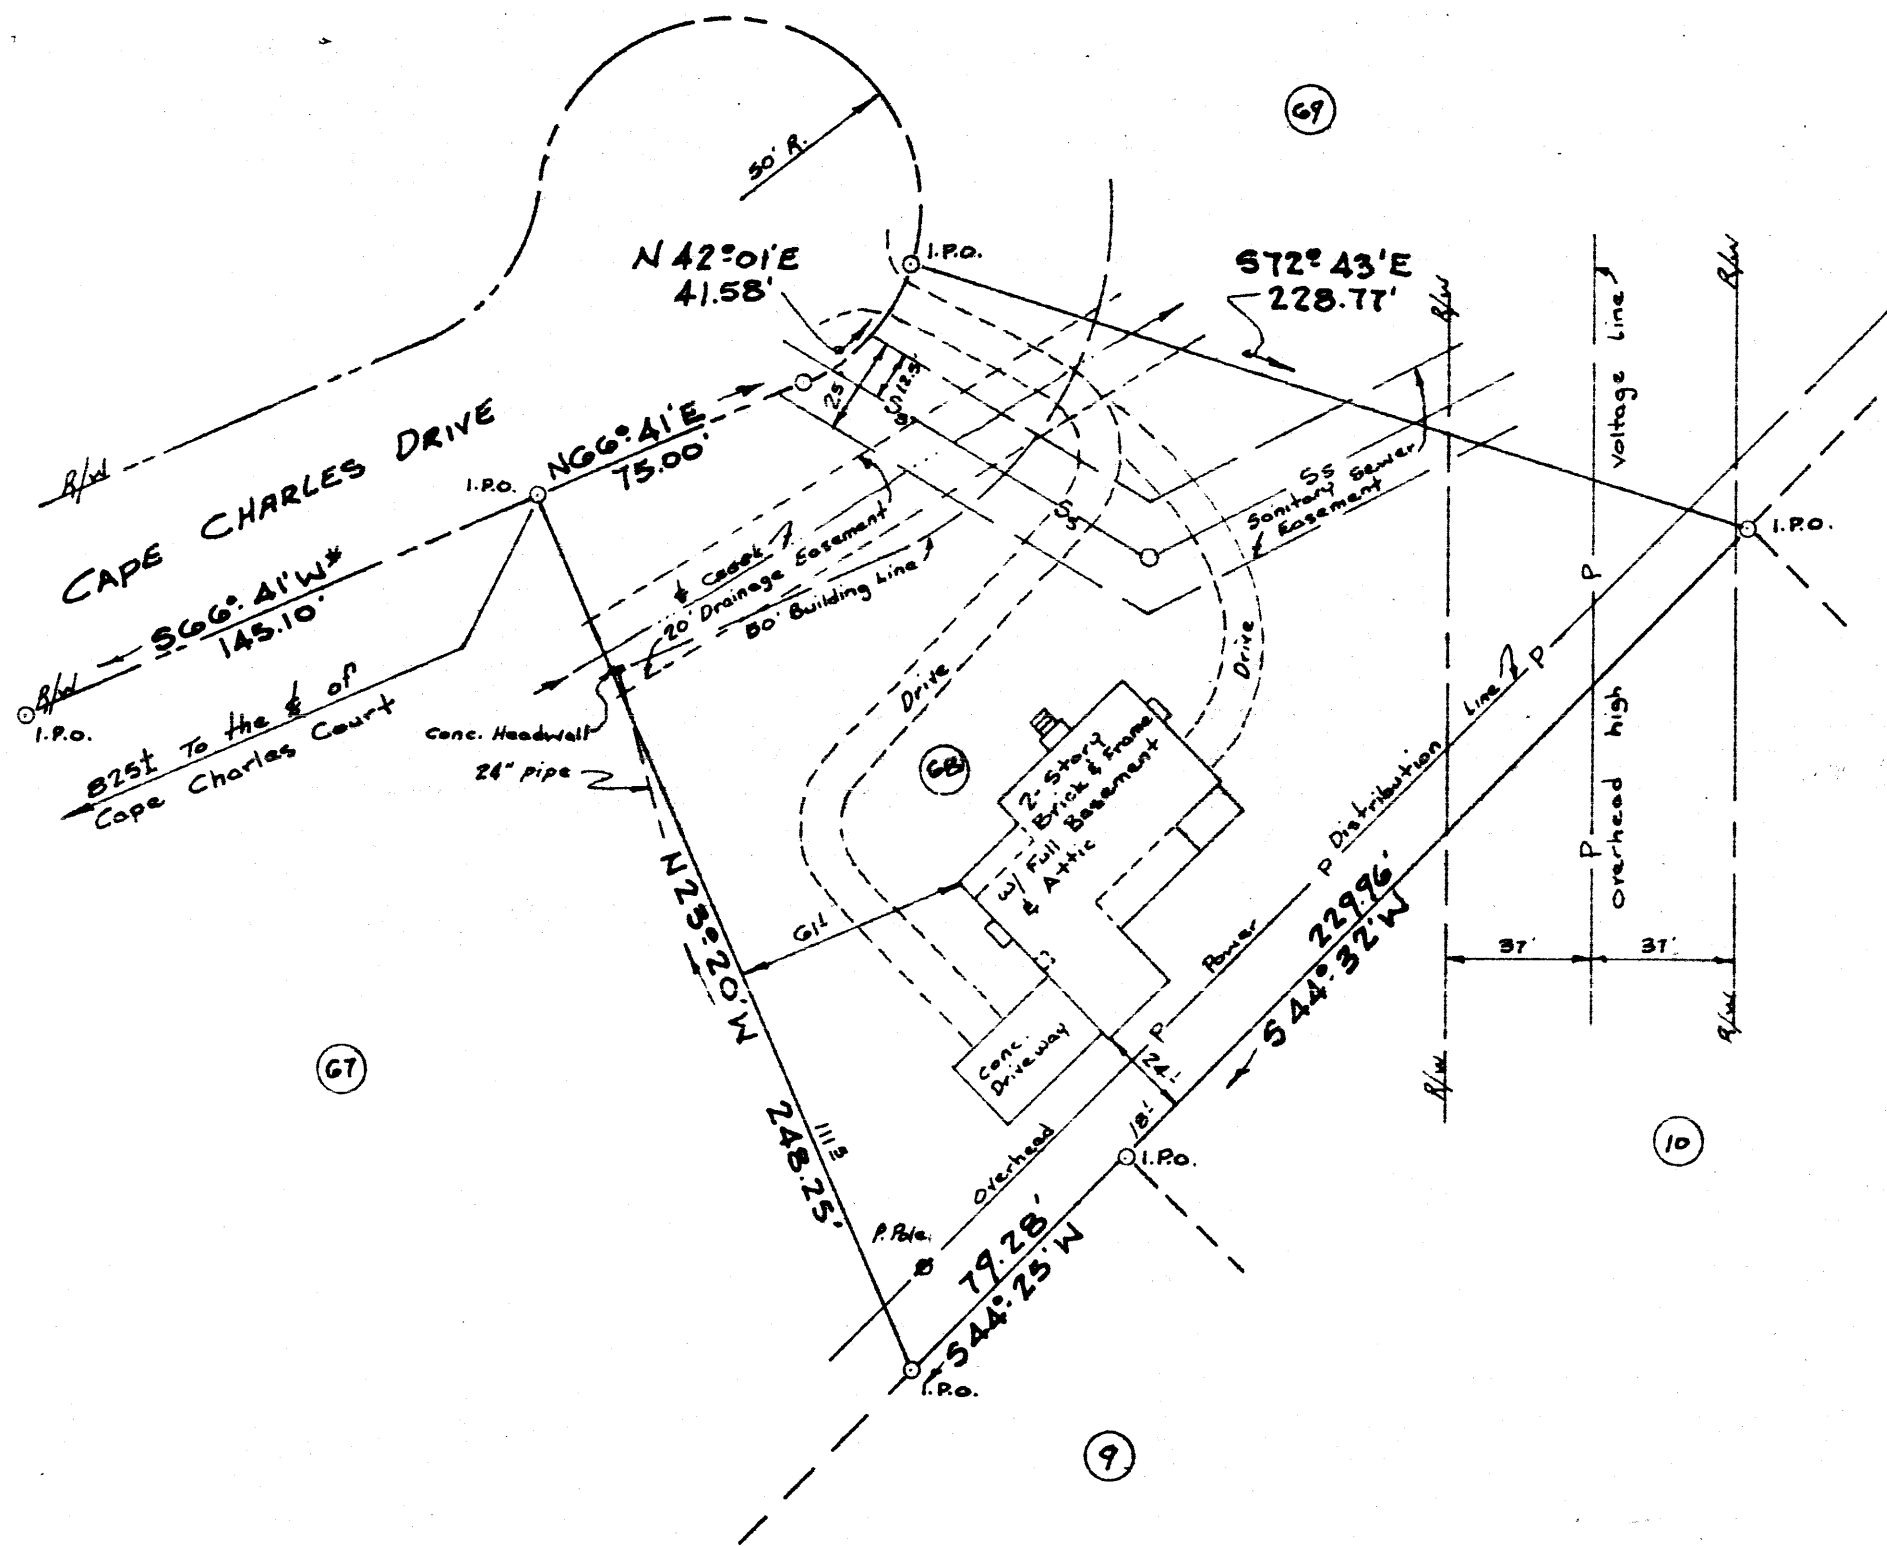 69
50' R.
I.P.O.
N 42°01'E
41.58'
S72° 43'E
228.77'
R/W
R/W
voltage line
R/W
CAPE CHARLES DRIVE
N66° 41'E
75.00'
I.P.O.
25'
12.5'
S
S
SS
Sanitary Sewer
Easement
I.P.O.
℄ Creek
20' Drainage Easement
50' Building Line
S66° 41'W*
145.10'
R/W
I.P.O.
825± To the ℄ of
Cape Charles Court
Conc. Headwall
24" pipe
Drive
Drive
68
2-Story
Brick & Frame
W/ Full Basement
& Attic
P
P
overhead high
Overhead
Power
P
P
Distribution
Line
P
N23° 20' W
248.25'
61±
229.96'
S 44° 32' W
37'
37'
R/W
R/W
67
Conc.
Driveway
24±
18±
I.P.O.
10
P. Pole
79.28'
S44° 25' W
I.P.O.
9